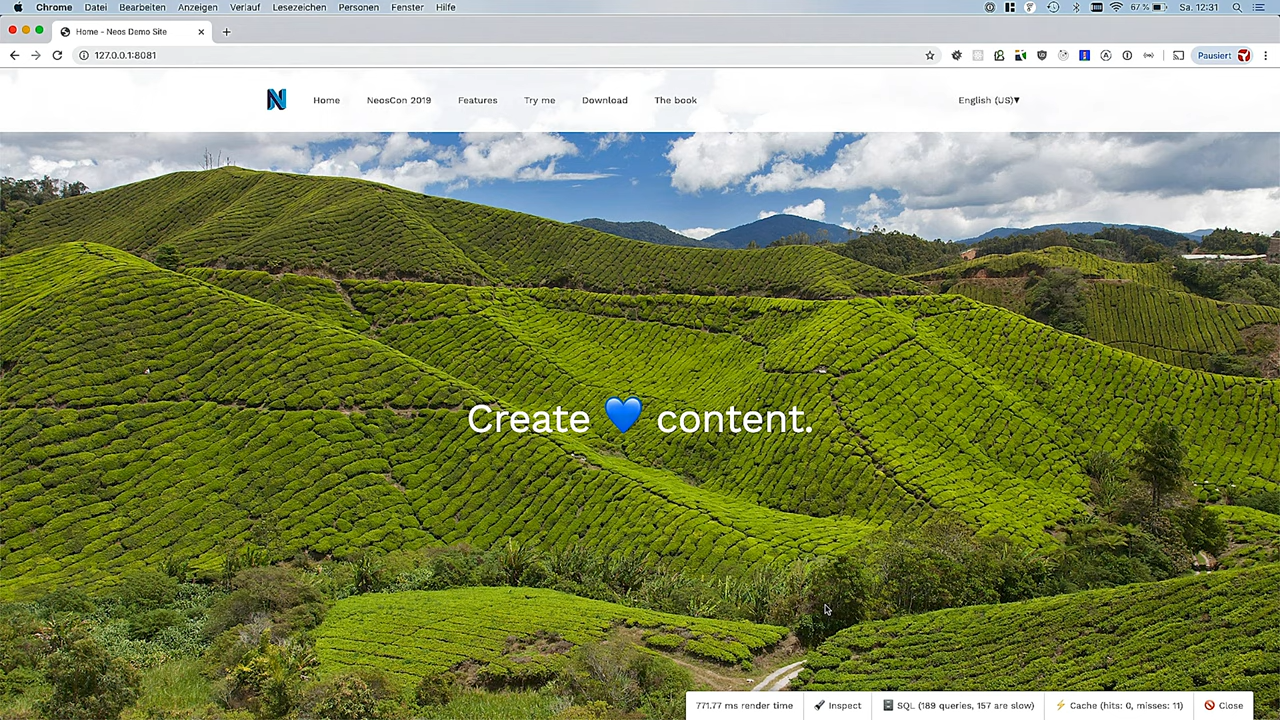 Chrome Datei Bearbeiten Anzeigen Verlauf Lesezeichen Personen Fenster Hilfe 67 % Sa. 12:31
Home - Neos Demo Site
127.0.0.1:8081 Pausiert
Home NeosCon 2019 Features Try me Download The book English (US)▾
Create 💙 content.
771.77 ms render time Inspect SQL (189 queries, 157 are slow) Cache (hits: 0, misses: 11) Close